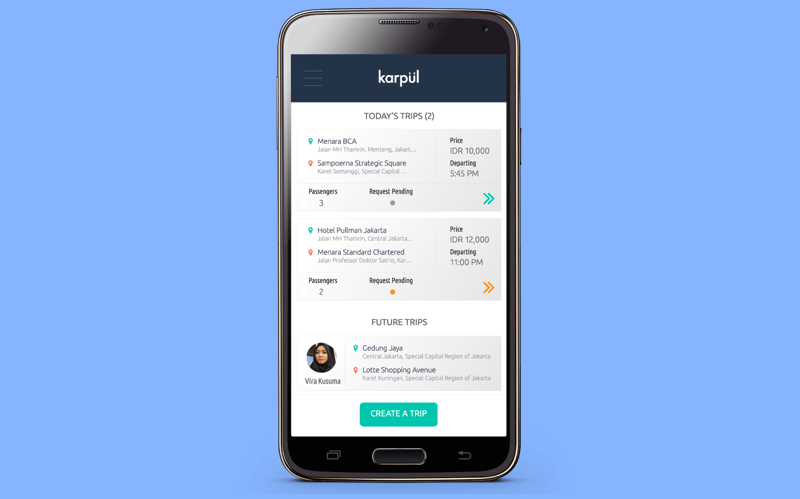 karpül
TODAY'S TRIPS (2)
Menara BCA
Jalan MH Thamrin, Menteng, Jakart...
Sampoerna Strategic Square
Karet Semanggi, Special Capital ...
Price
IDR 10,000
Departing
5:45 PM
Passengers
3
Request Pending
Hotel Pullman Jakarta
Jalan MH Thamrin, Central Jakarta...
Menara Standard Chartered
Jalan Professor Doktor Satrio, Kar...
Price
IDR 12,000
Departing
11:00 PM
Passengers
2
Request Pending
FUTURE TRIPS
Vira Kusuma
Gedung Jaya
Central Jakarta, Special Capital Region of Jakarta
Lotte Shopping Avenue
Karet Kuningan, Special Capital Region of Jakarta
CREATE A TRIP